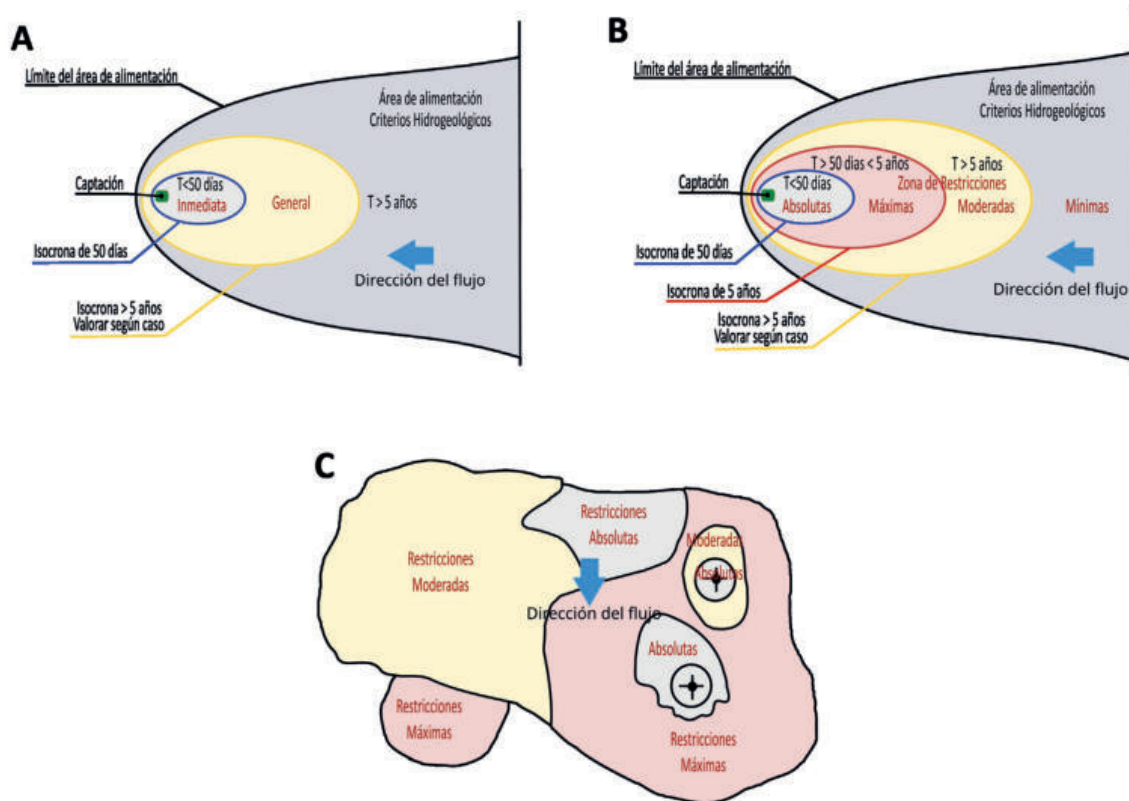 A
Límite del área de alimentación
Área de alimentación
Criterios Hidrogeológicos
Captación
T<50 días
Inmediata
General
T > 5 años
Isocrona de 50 días
Dirección del flujo
Isocrona > 5 años
Valorar según caso
B
Límite del área de alimentación
Área de alimentación
Criterios Hidrogeológicos
T > 50 días < 5 años
T > 5 años
Captación
T<50 días
Zona de Restricciones
Absolutas
Máximas
Moderadas
Mínimas
Isocrona de 50 días
Dirección del flujo
Isocrona de 5 años
Isocrona > 5 años
Valorar según caso
C
Restricciones
Absolutas
Moderadas
Absolutas
Restricciones
Moderadas
Dirección del flujo
Absolutas
Restricciones
Máximas
Restricciones
Máximas